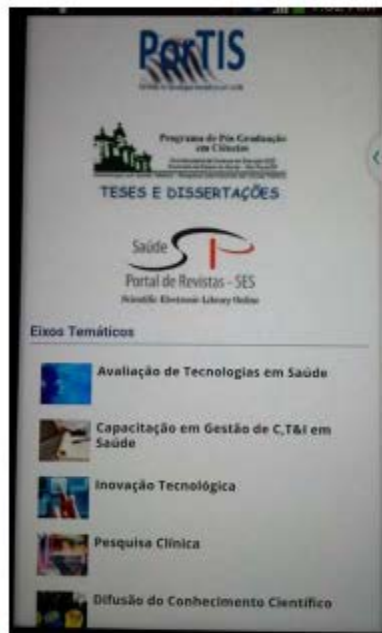 PorTIS
Programa de Pós-Graduação
em Ciências
TESES E DISSERTAÇÕES
Saúde SP
Portal de Revistas - SES
Scientific Electronic Library Online
Eixos Temáticos
Avaliação de Tecnologias em Saúde
Capacitação em Gestão de C,T&I em
Saúde
Inovação Tecnológica
Pesquisa Clínica
Difusão do Conhecimento Científico